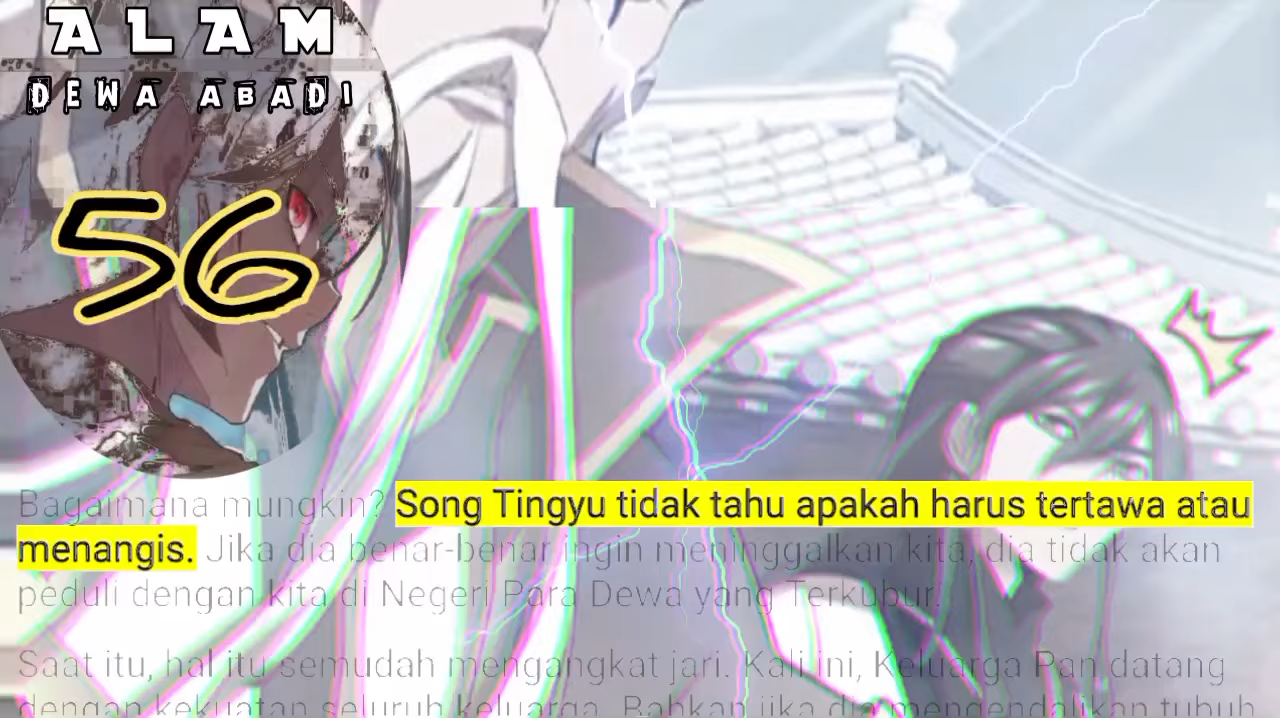 ALAM
DEWA ABADI
56
Bagaimana mungkin? Song Tingyu tidak tahu apakah harus tertawa atau
menangis. Jika dia benar-benar ingin meninggalkan kita, dia tidak akan
peduli dengan kita di Negeri Para Dewa yang Terkubur.
Saat itu, hal itu semudah mengangkat jari. Kali ini, Keluarga Pan datang
dengan kekuatan seluruh keluarga. Bahkan jika dia mengendalikan tubuh